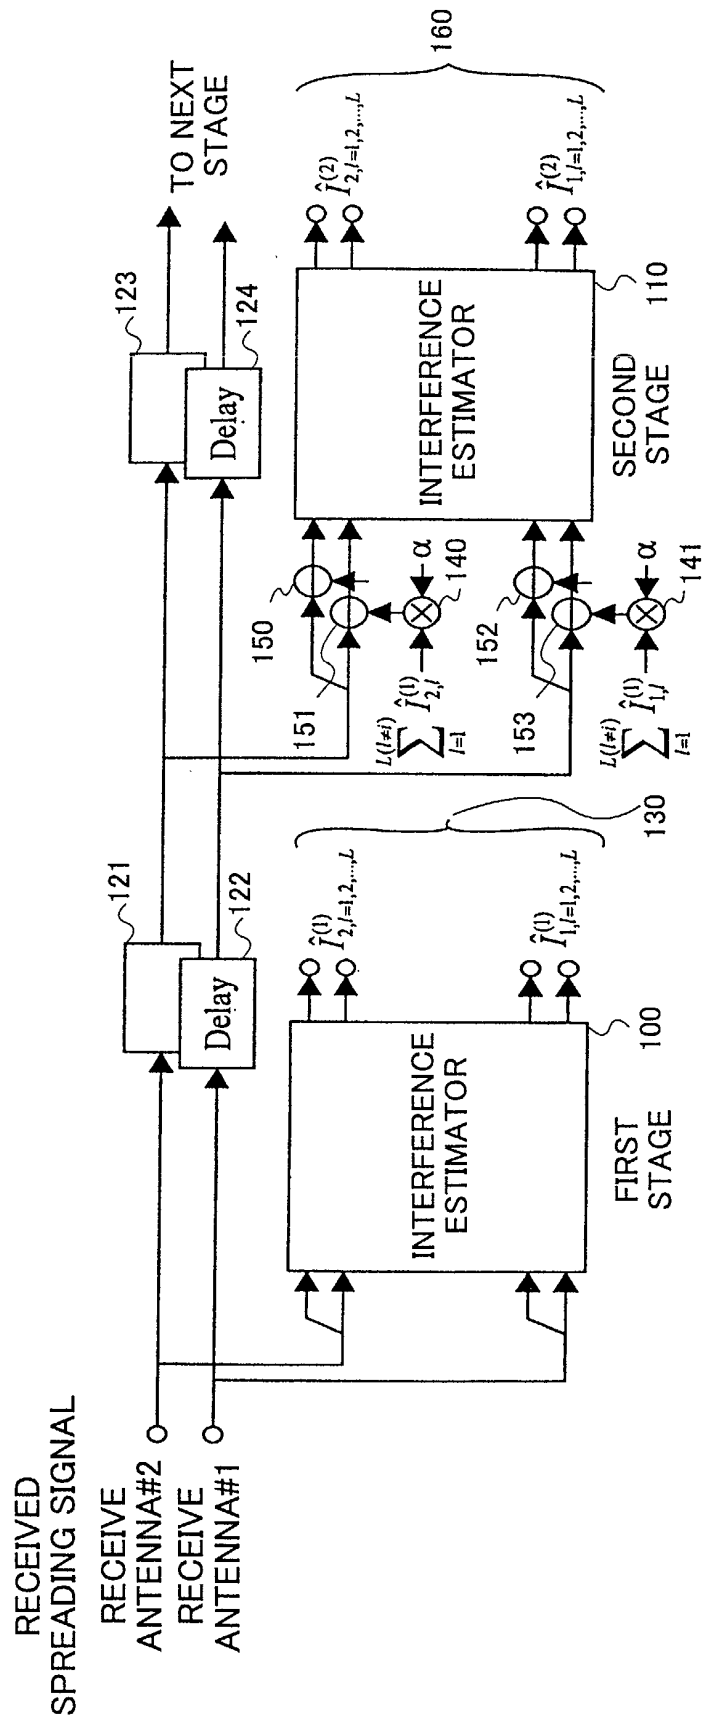 RECEIVED
SPREADING SIGNAL
RECEIVE
ANTENNA#2
RECEIVE
ANTENNA#1
121
Delay
122
123
Delay
124
TO NEXT
STAGE
INTERFERENCE
ESTIMATOR
100
FIRST
STAGE
Î^{(1)}_{2,l=1,2,...,L}
Î^{(1)}_{1,l=1,2,...,L}
130
150
151
\sum_{l=1}^{L(l≠i)} Î^{(1)}_{2,l}
α
140
152
153
\sum_{l=1}^{L(l≠i)} Î^{(1)}_{1,l}
α
141
INTERFERENCE
ESTIMATOR
110
SECOND
STAGE
Î^{(2)}_{2,l=1,2,...,L}
Î^{(2)}_{1,l=1,2,...,L}
160